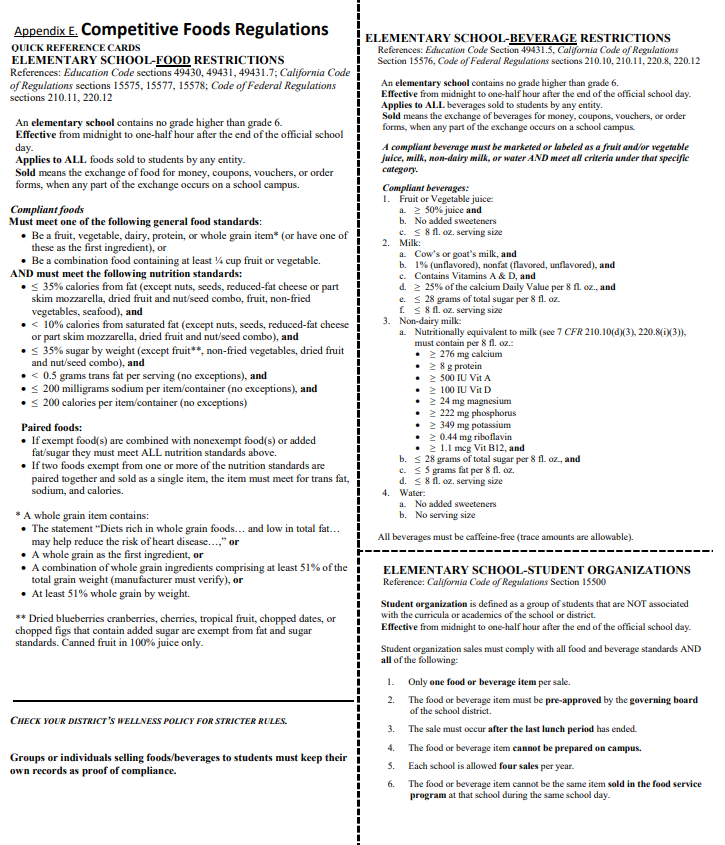 Appendix E. Competitive Foods Regulations
QUICK REFERENCE CARDS
ELEMENTARY SCHOOL-FOOD RESTRICTIONS
References: Education Code sections 49430, 49431, 49431.7; California Code
of Regulations sections 15575, 15577, 15578; Code of Federal Regulations
sections 210.11, 220.12
An elementary school contains no grade higher than grade 6.
Effective from midnight to one-half hour after the end of the official school
day.
Applies to ALL foods sold to students by any entity.
Sold means the exchange of food for money, coupons, vouchers, or order
forms, when any part of the exchange occurs on a school campus.
Compliant foods
Must meet one of the following general food standards:
• Be a fruit, vegetable, dairy, protein, or whole grain item* (or have one of
these as the first ingredient), or
• Be a combination food containing at least ¼ cup fruit or vegetable.
AND must meet the following nutrition standards:
• ≤ 35% calories from fat (except nuts, seeds, reduced-fat cheese or part
skim mozzarella, dried fruit and nut/seed combo, fruit, non-fried
vegetables, seafood), and
• < 10% calories from saturated fat (except nuts, seeds, reduced-fat cheese
or part skim mozzarella, dried fruit and nut/seed combo), and
• ≤ 35% sugar by weight (except fruit**, non-fried vegetables, dried fruit
and nut/seed combo), and
• < 0.5 grams trans fat per serving (no exceptions), and
• ≤ 200 milligrams sodium per item/container (no exceptions), and
• ≤ 200 calories per item/container (no exceptions)
Paired foods:
• If exempt food(s) are combined with nonexempt food(s) or added
fat/sugar they must meet ALL nutrition standards above.
• If two foods exempt from one or more of the nutrition standards are
paired together and sold as a single item, the item must meet for trans fat,
sodium, and calories.
* A whole grain item contains:
• The statement “Diets rich in whole grain foods… and low in total fat…
may help reduce the risk of heart disease…,” or
• A whole grain as the first ingredient, or
• A combination of whole grain ingredients comprising at least 51% of the
total grain weight (manufacturer must verify), or
• At least 51% whole grain by weight.
** Dried blueberries cranberries, cherries, tropical fruit, chopped dates, or
chopped figs that contain added sugar are exempt from fat and sugar
standards. Canned fruit in 100% juice only.
CHECK YOUR DISTRICT’S WELLNESS POLICY FOR STRICTER RULES.
Groups or individuals selling foods/beverages to students must keep their
own records as proof of compliance.
ELEMENTARY SCHOOL-BEVERAGE RESTRICTIONS
References: Education Code Section 49431.5, California Code of Regulations
Section 15576, Code of Federal Regulations sections 210.10, 210.11, 220.8, 220.12
An elementary school contains no grade higher than grade 6.
Effective from midnight to one-half hour after the end of the official school day.
Applies to ALL beverages sold to students by any entity.
Sold means the exchange of beverages for money, coupons, vouchers, or order
forms, when any part of the exchange occurs on a school campus.
A compliant beverage must be marketed or labeled as a fruit and/or vegetable
juice, milk, non-dairy milk, or water AND meet all criteria under that specific
category.
Compliant beverages:
1. Fruit or Vegetable juice:
a. ≥ 50% juice and
b. No added sweeteners
c. ≤ 8 fl. oz. serving size
2. Milk:
a. Cow’s or goat’s milk, and
b. 1% (unflavored), nonfat (flavored, unflavored), and
c. Contains Vitamins A & D, and
d. ≥ 25% of the calcium Daily Value per 8 fl. oz., and
e. ≤ 28 grams of total sugar per 8 fl. oz.
f. ≤ 8 fl. oz. serving size
3. Non-dairy milk:
a. Nutritionally equivalent to milk (see 7 CFR 210.10(d)(3), 220.8(i)(3)),
must contain per 8 fl. oz.:
• ≥ 276 mg calcium
• ≥ 8 g protein
• ≥ 500 IU Vit A
• ≥ 100 IU Vit D
• ≥ 24 mg magnesium
• ≥ 222 mg phosphorus
• ≥ 349 mg potassium
• ≥ 0.44 mg riboflavin
• ≥ 1.1 mcg Vit B12, and
b. ≤ 28 grams of total sugar per 8 fl. oz., and
c. ≤ 5 grams fat per 8 fl. oz.
d. ≤ 8 fl. oz. serving size
4. Water:
a. No added sweeteners
b. No serving size
All beverages must be caffeine-free (trace amounts are allowable).
ELEMENTARY SCHOOL-STUDENT ORGANIZATIONS
Reference: California Code of Regulations Section 15500
Student organization is defined as a group of students that are NOT associated
with the curricula or academics of the school or district.
Effective from midnight to one-half hour after the end of the official school day.
Student organization sales must comply with all food and beverage standards AND
all of the following:
1. Only one food or beverage item per sale.
2. The food or beverage item must be pre-approved by the governing board
of the school district.
3. The sale must occur after the last lunch period has ended.
4. The food or beverage item cannot be prepared on campus.
5. Each school is allowed four sales per year.
6. The food or beverage item cannot be the same item sold in the food service
program at that school during the same school day.